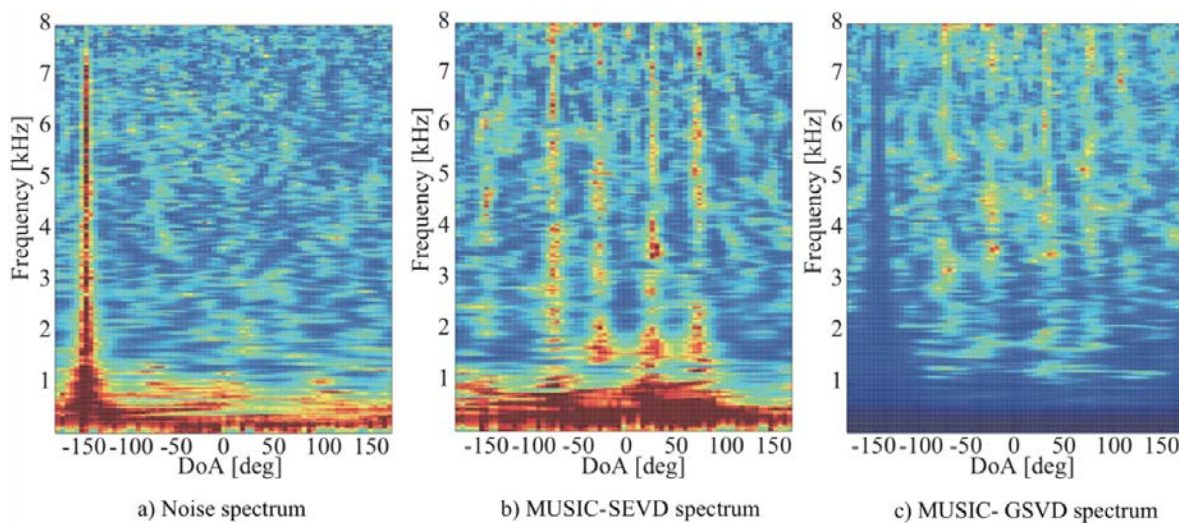 8
7
6
5
4
3
2
1
Frequency [kHz]
-150 -100 -50 0 50 100 150
DoA [deg]
a) Noise spectrum
8
7
6
5
4
3
2
1
Frequency [kHz]
-150 -100 -50 0 50 100 150
DoA [deg]
b) MUSIC-SEVD spectrum
8
7
6
5
4
3
2
1
Frequency [kHz]
-150 -100 -50 0 50 100 150
DoA [deg]
c) MUSIC- GSVD spectrum